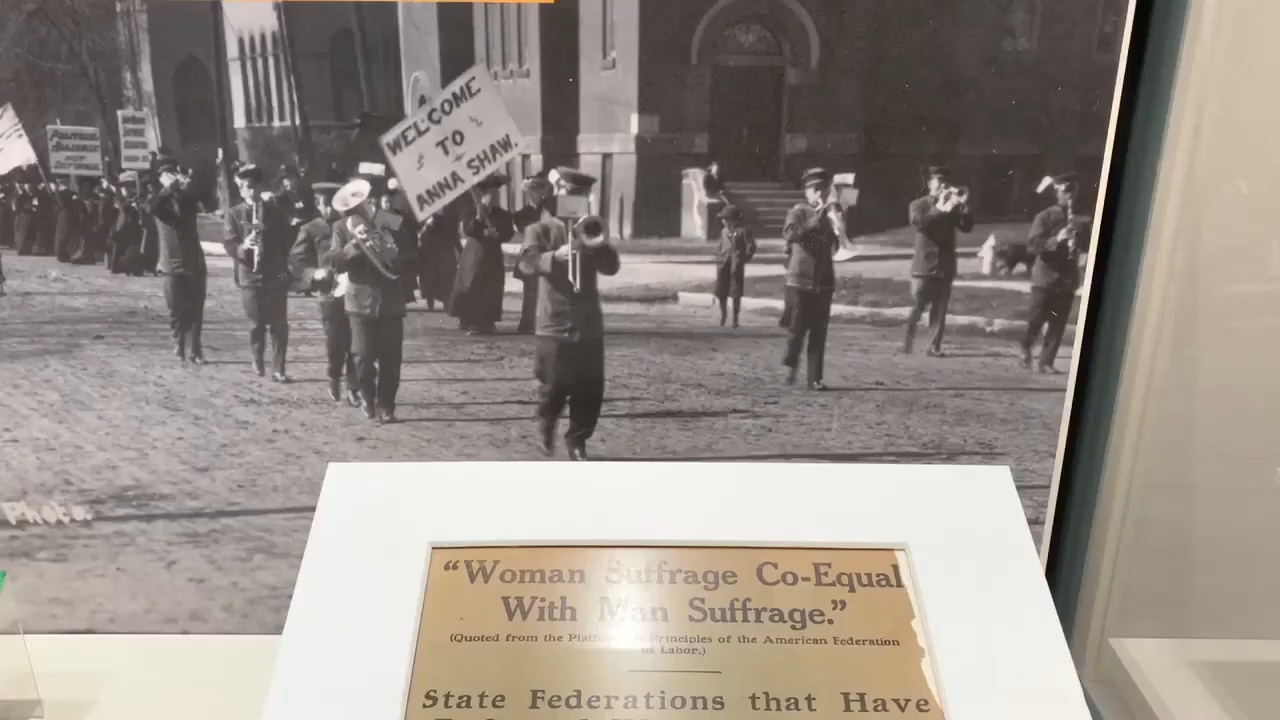 WELCOME
TO
ANNA SHAW.
Photo
"Woman Suffrage Co-Equal
With Man Suffrage."
(Quoted from the Platform Principles of the American Federation
of Labor.)
State Federations that Have